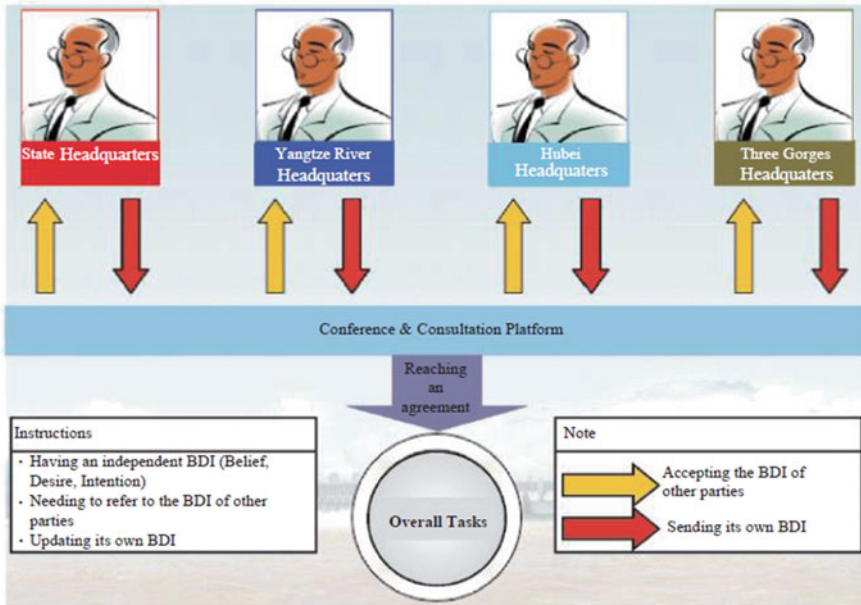 State Headquarters
Yangtze River
Headquaters
Hubei
Headquaters
Three Gorges
Headquaters
Conference & Consultation Platform
Reaching
an
agreement
Instructions
· Having an independent BDI (Belief,
Desire, Intention)
· Needing to refer to the BDI of other
parties
· Updating its own BDI
Overall Tasks
Note
Accepting the BDI of
other parties
Sending its own BDI